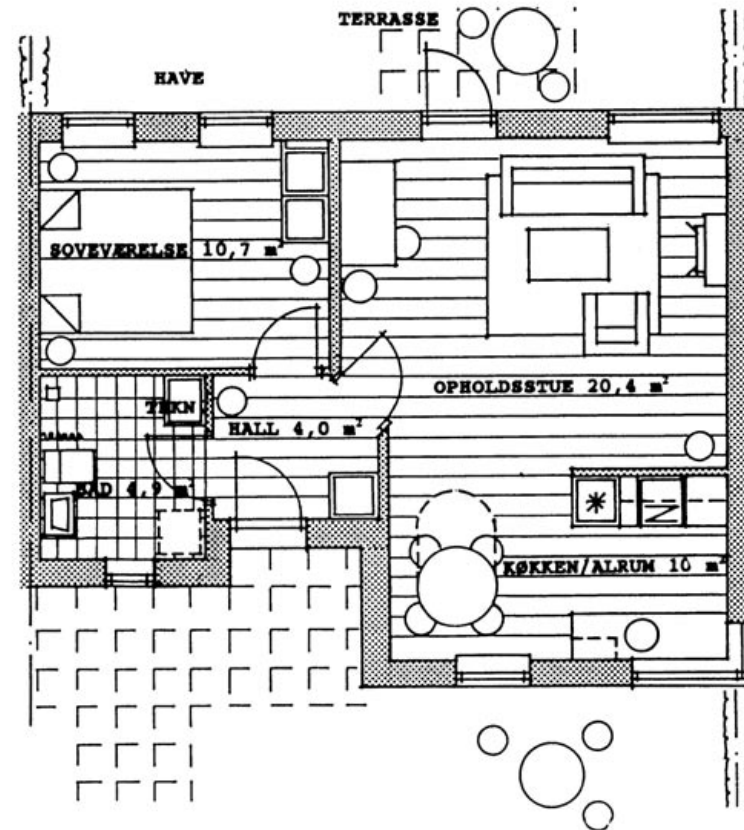 TERRASSE
HAVE
SOVEVÆRELSE 10,7 m²
OPHOLDSSTUE 20,4 m²
TEKN
HALL 4,0 m²
BAD 4,9 m²
KØKKEN/ALRUM 10 m²